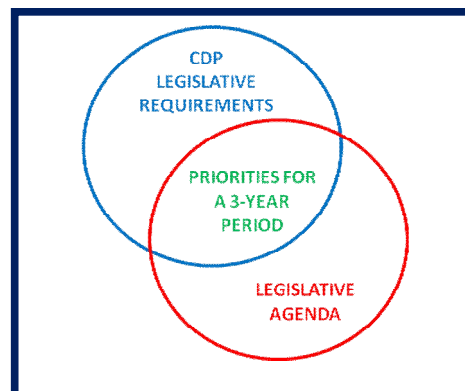 CDP
LEGISLATIVE
REQUIREMENTS
PRIORITIES FOR
A 3-YEAR
PERIOD
LEGISLATIVE
AGENDA